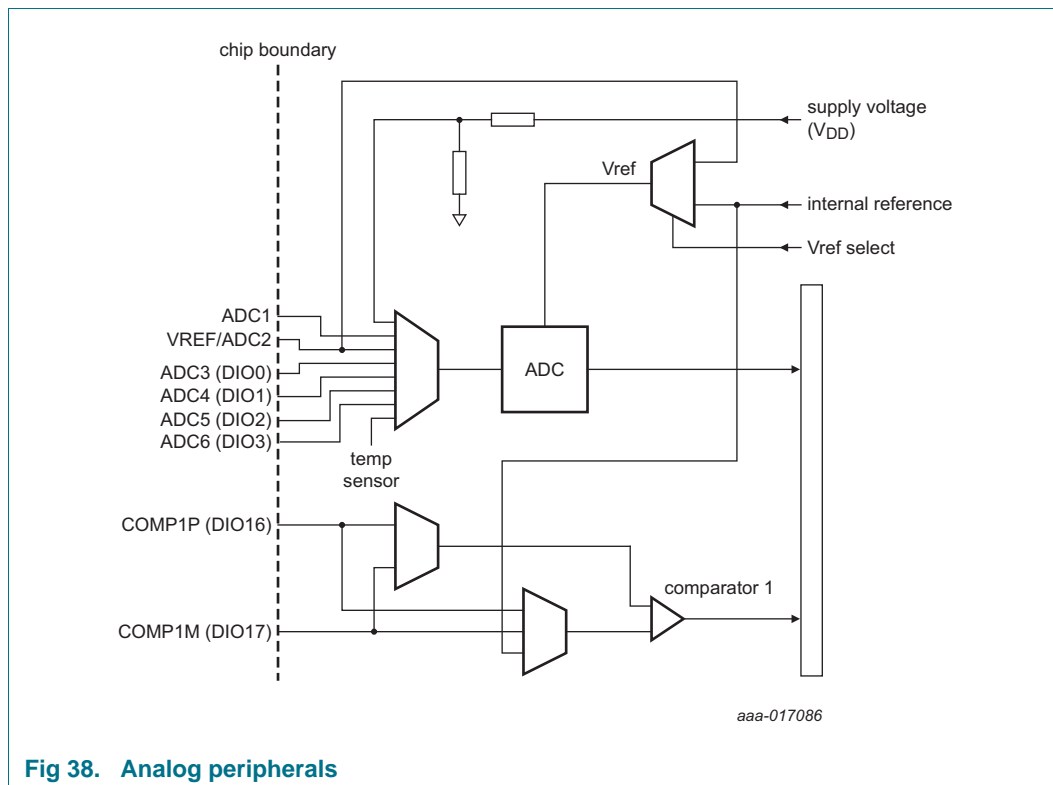 chip boundary
supply voltage
(VDD)
Vref
internal reference
Vref select
ADC1
VREF/ADC2
ADC3 (DIO0)
ADC4 (DIO1)
ADC5 (DIO2)
ADC6 (DIO3)
ADC
temp
sensor
COMP1P (DIO16)
comparator 1
COMP1M (DIO17)
aaa-017086
Fig 38. Analog peripherals